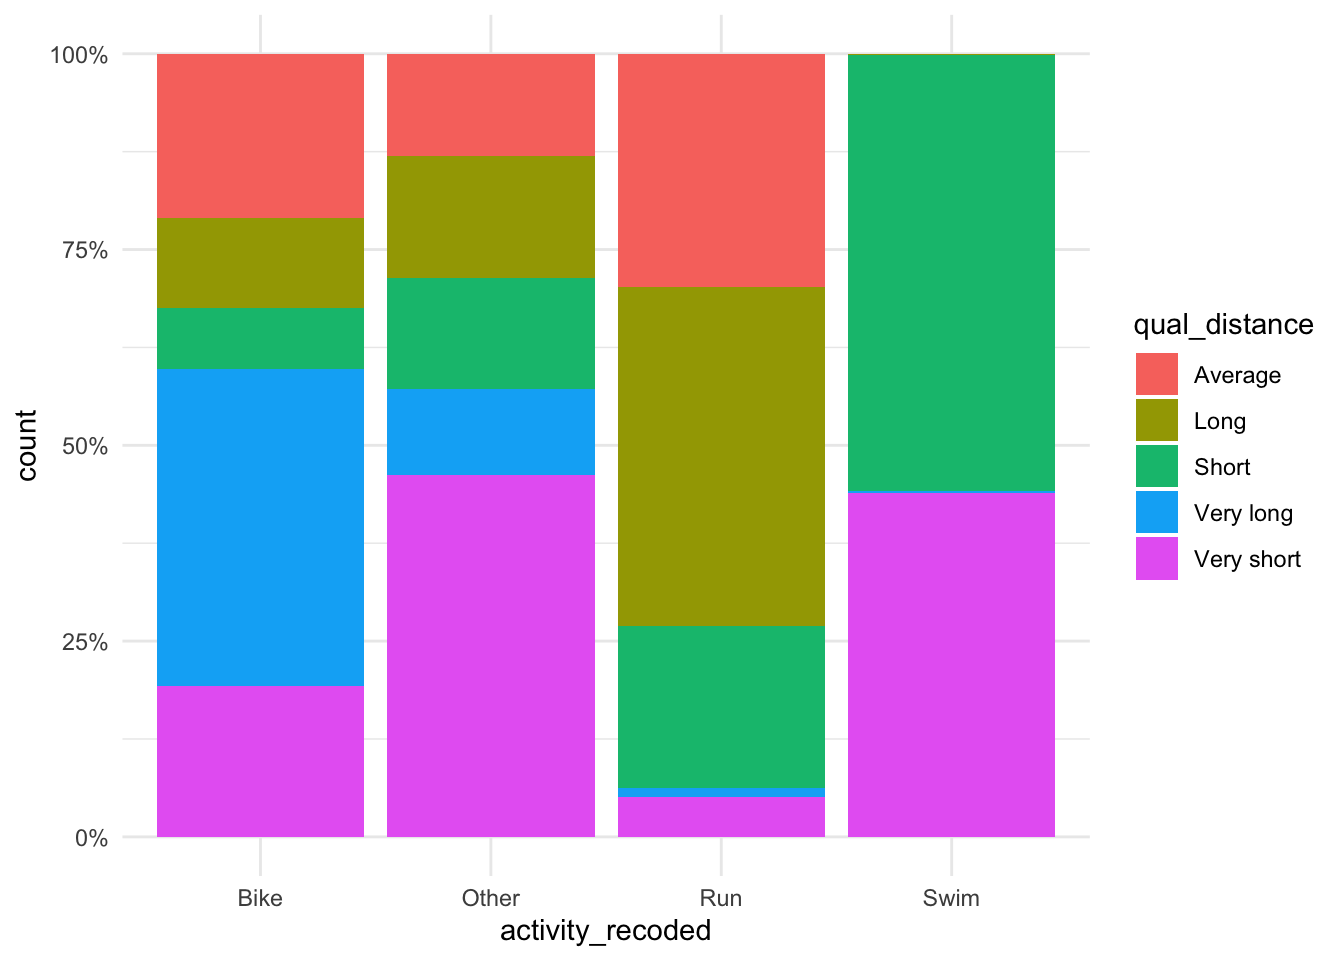 100%
75%
50%
25%
0%
count
Bike
Other
Run
Swim
activity_recoded
qual_distance
Average
Long
Short
Very long
Very short